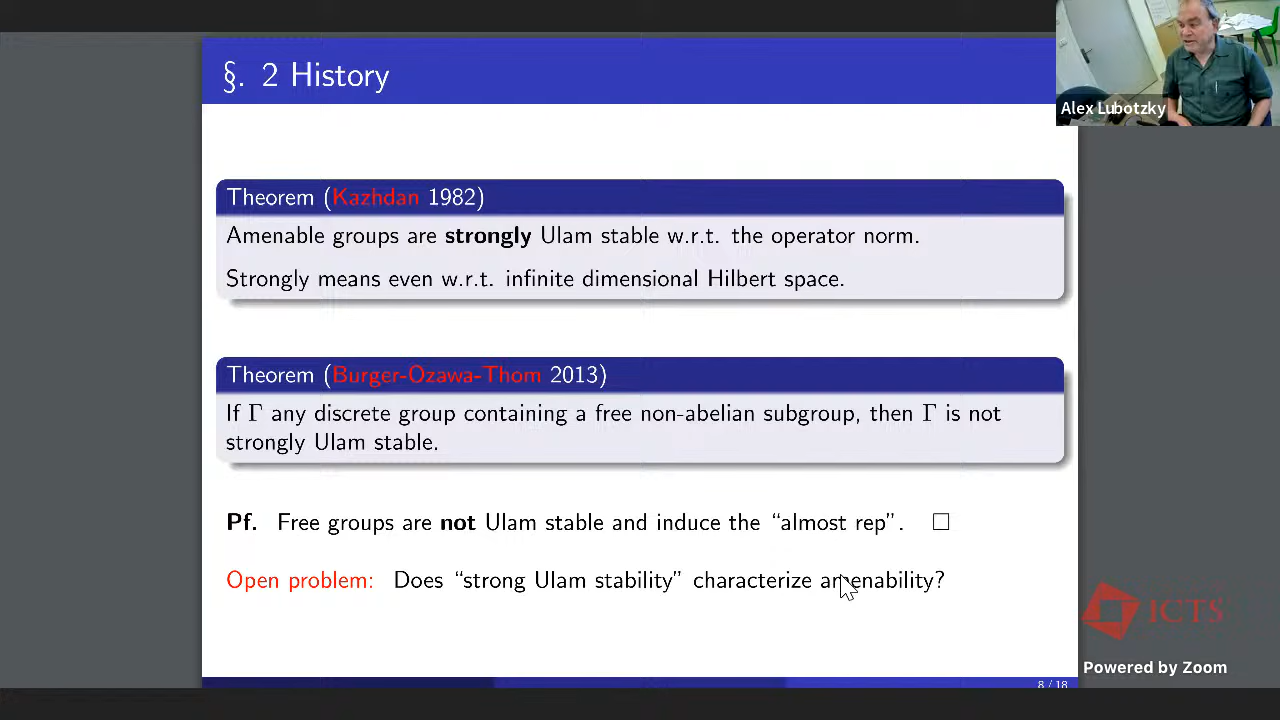 §. 2 History
Alex Lubotzky
Theorem (Kazhdan 1982)
Amenable groups are strongly Ulam stable w.r.t. the operator norm.
Strongly means even w.r.t. infinite dimensional Hilbert space.
Theorem (Burger-Ozawa-Thom 2013)
If Γ any discrete group containing a free non-abelian subgroup, then Γ is not
strongly Ulam stable.
Pf. Free groups are not Ulam stable and induce the “almost rep”. □
Open problem: Does “strong Ulam stability” characterize amenability?
ICTS
Powered by Zoom
8 / 18